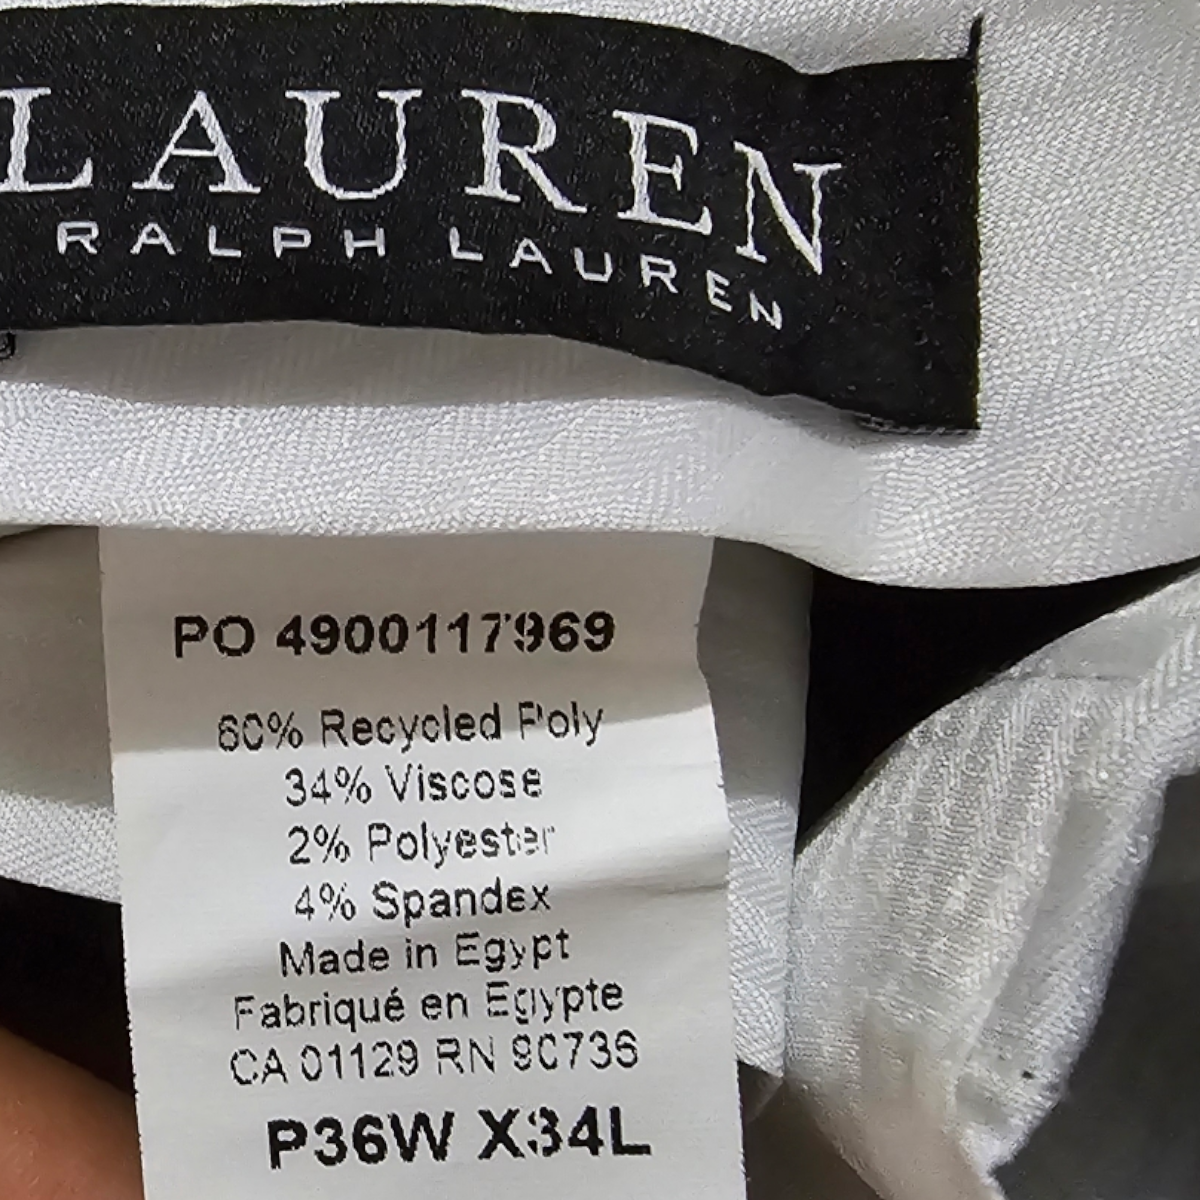 LAUREN
RALPH LAUREN
PO 4900117969
60% Recycled Poly
34% Viscose
2% Polyester
4% Spandex
Made in Egypt
Fabriqué en Egypte
CA 01129 RN 90736
P36W X34L